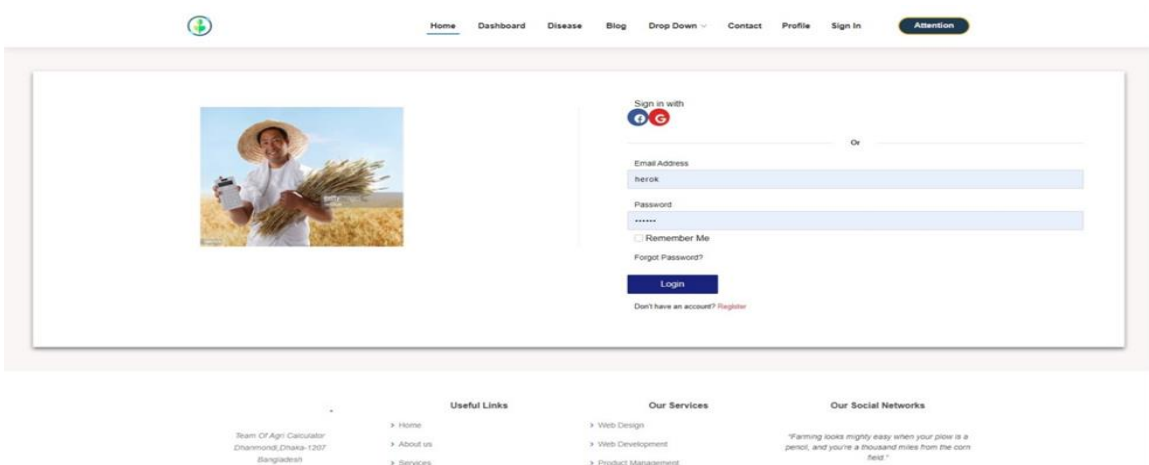 Home Dashboard Disease Blog Drop Down Contact Profile Sign In Attention
Sign in with
Or
Email Address
herok
Password
••••••
Remember Me
Forgot Password?
Login
Don't have an account? Register
Useful Links
Our Services
Our Social Networks
Team Of Agri Calculator
Dhanmondi,Dhaka-1207
Bangladesh
> Home
> About us
> Services
> Web Design
> Web Development
> Product Management
"Farming looks mighty easy when your plow is a
pencil, and you're a thousand miles from the corn
field."